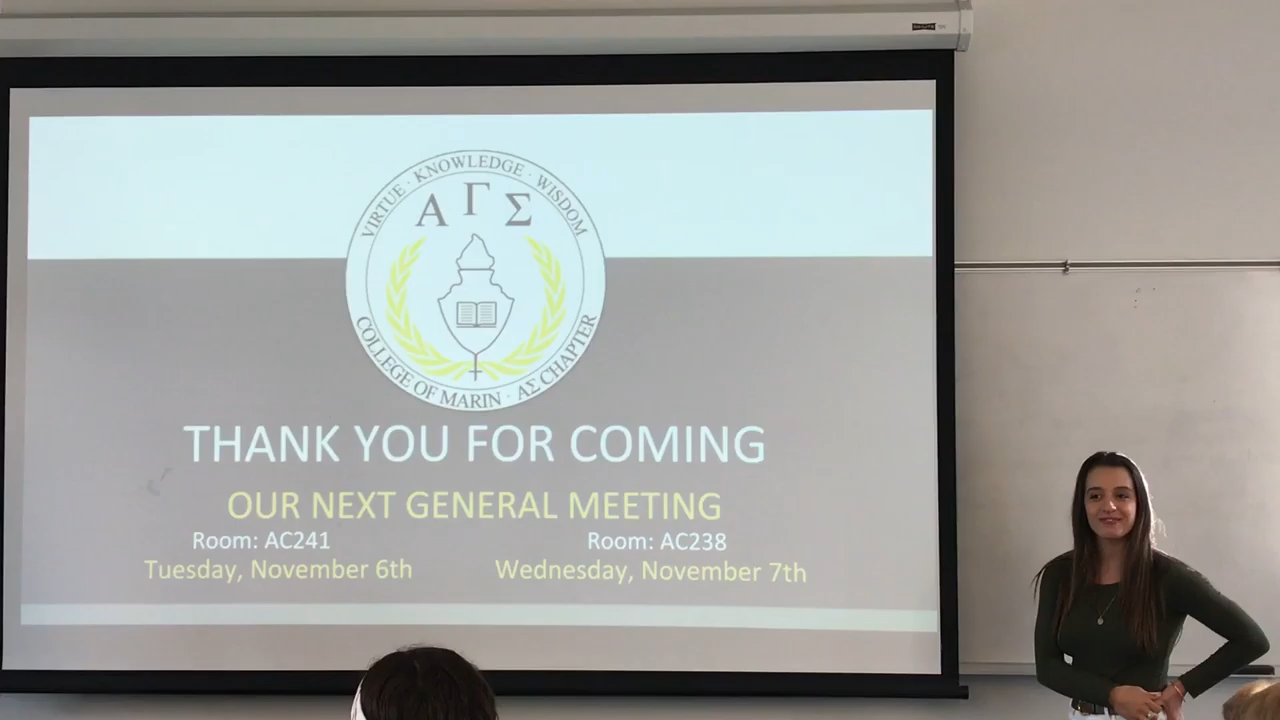 VIRTUE · KNOWLEDGE · WISDOM
Α Γ Σ
COLLEGE OF MARIN · ΑΣ CHAPTER
THANK YOU FOR COMING
OUR NEXT GENERAL MEETING
Room: AC241 Room: AC238
Tuesday, November 6th Wednesday, November 7th